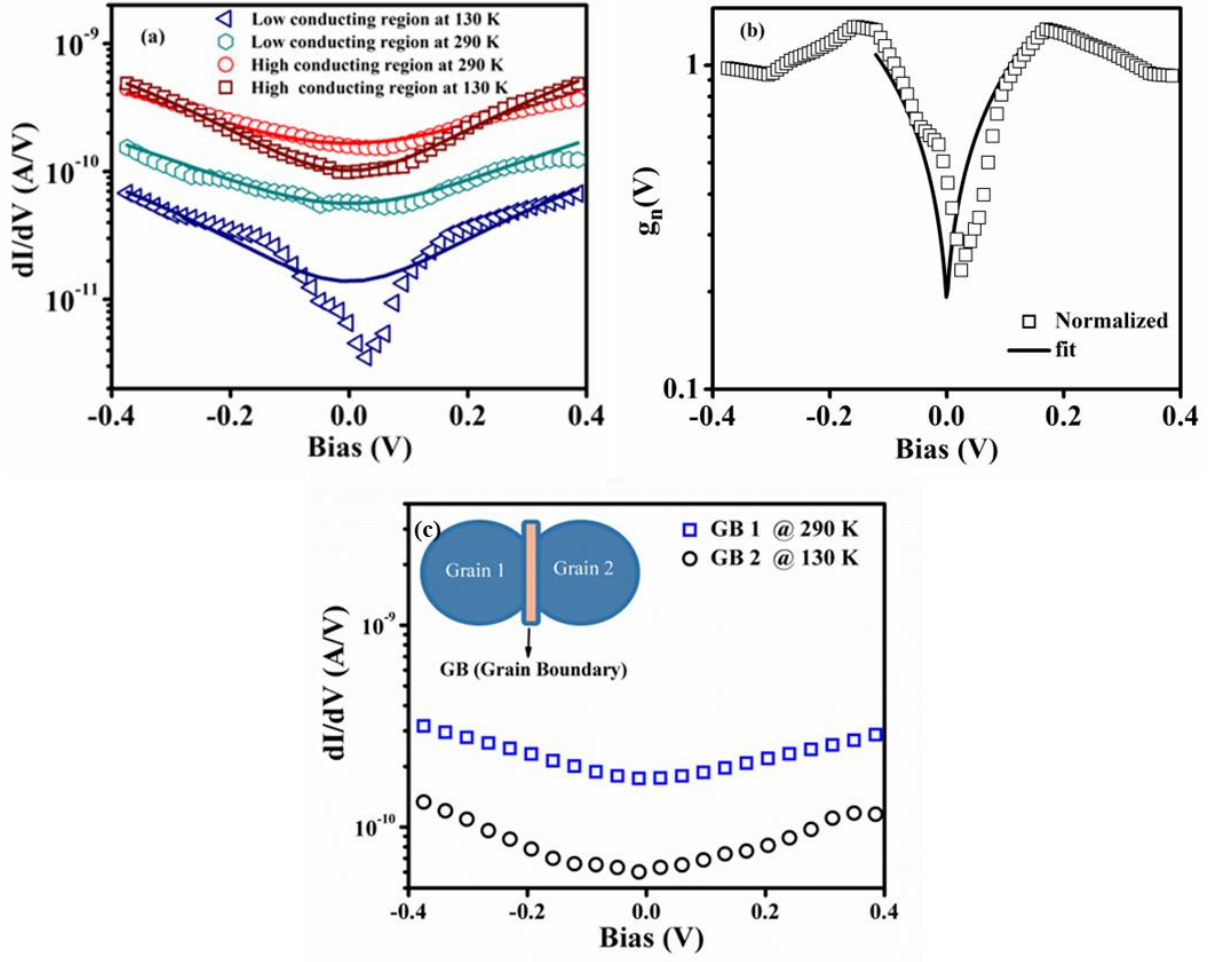 (a)
Low conducting region at 130 K
Low conducting region at 290 K
High conducting region at 290 K
High conducting region at 130 K
10-9
10-10
10-11
dI/dV (A/V)
-0.4 -0.2 0.0 0.2 0.4
Bias (V)
(b)
1
0.1
gn(V)
Normalized
fit
-0.4 -0.2 0.0 0.2 0.4
Bias (V)
(c)
GB 1 @ 290 K
GB 2 @ 130 K
Grain 1 Grain 2
GB (Grain Boundary)
10-9
10-10
dI/dV (A/V)
-0.4 -0.2 0.0 0.2 0.4
Bias (V)